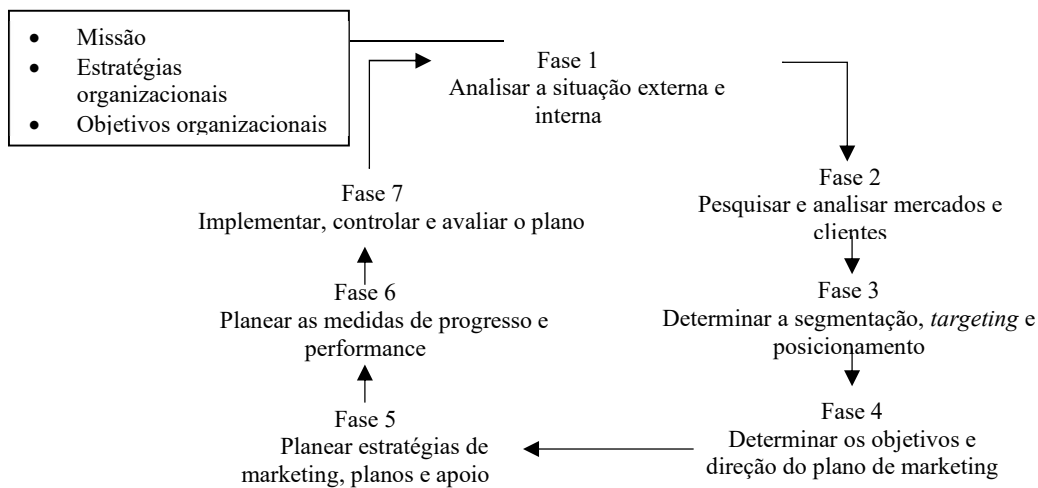 • Missão
• Estratégias
organizacionais
• Objetivos organizacionais
Fase 1
Analisar a situação externa e
interna
Fase 2
Pesquisar e analisar mercados e
clientes
Fase 3
Determinar a segmentação, targeting e
posicionamento
Fase 4
Determinar os objetivos e
direção do plano de marketing
Fase 5
Planear estratégias de
marketing, planos e apoio
Fase 6
Planear as medidas de progresso e
performance
Fase 7
Implementar, controlar e avaliar o plano